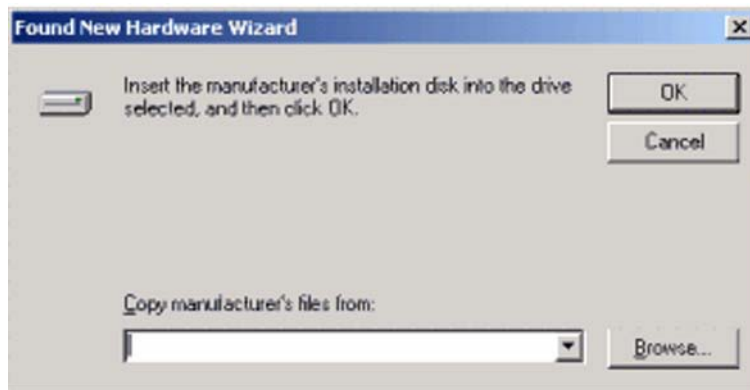 Found New Hardware Wizard
Insert the manufacturer's installation disk into the drive
selected, and then click OK.
OK
Cancel
Copy manufacturer's files from:
Browse...